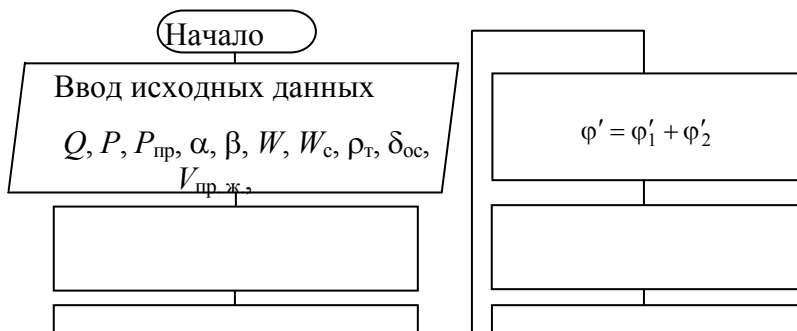 Начало
Ввод исходных данных
Q, P, Pпр, α, β, W, Wс, ρт, δос,
Vпр.ж,
φ′ = φ′1 + φ′2